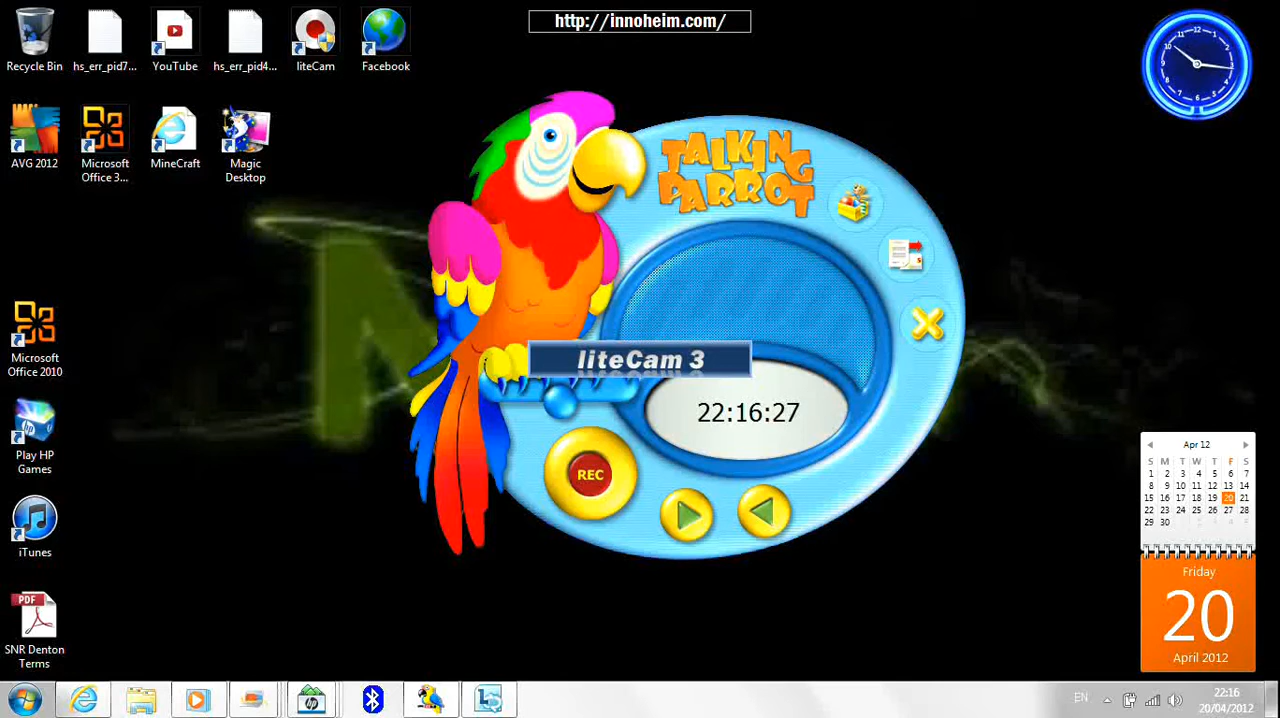 http://innoheim.com/
Recycle Bin
hs_err_pid7...
YouTube
hs_err_pid4...
liteCam
Facebook
AVG 2012
Microsoft
Office 3...
MineCraft
Magic
Desktop
TALKING
PARROT
liteCam 3
22:16:27
REC
Microsoft
Office 2010
Play HP
Games
iTunes
PDF
SNR Denton
Terms
Apr 12
S M T W T F S
1 2 3 4 5 6 7
8 9 10 11 12 13 14
15 16 17 18 19 20 21
22 23 24 25 26 27 28
29 30
Friday
20
April 2012
EN
22:16
20/04/2012